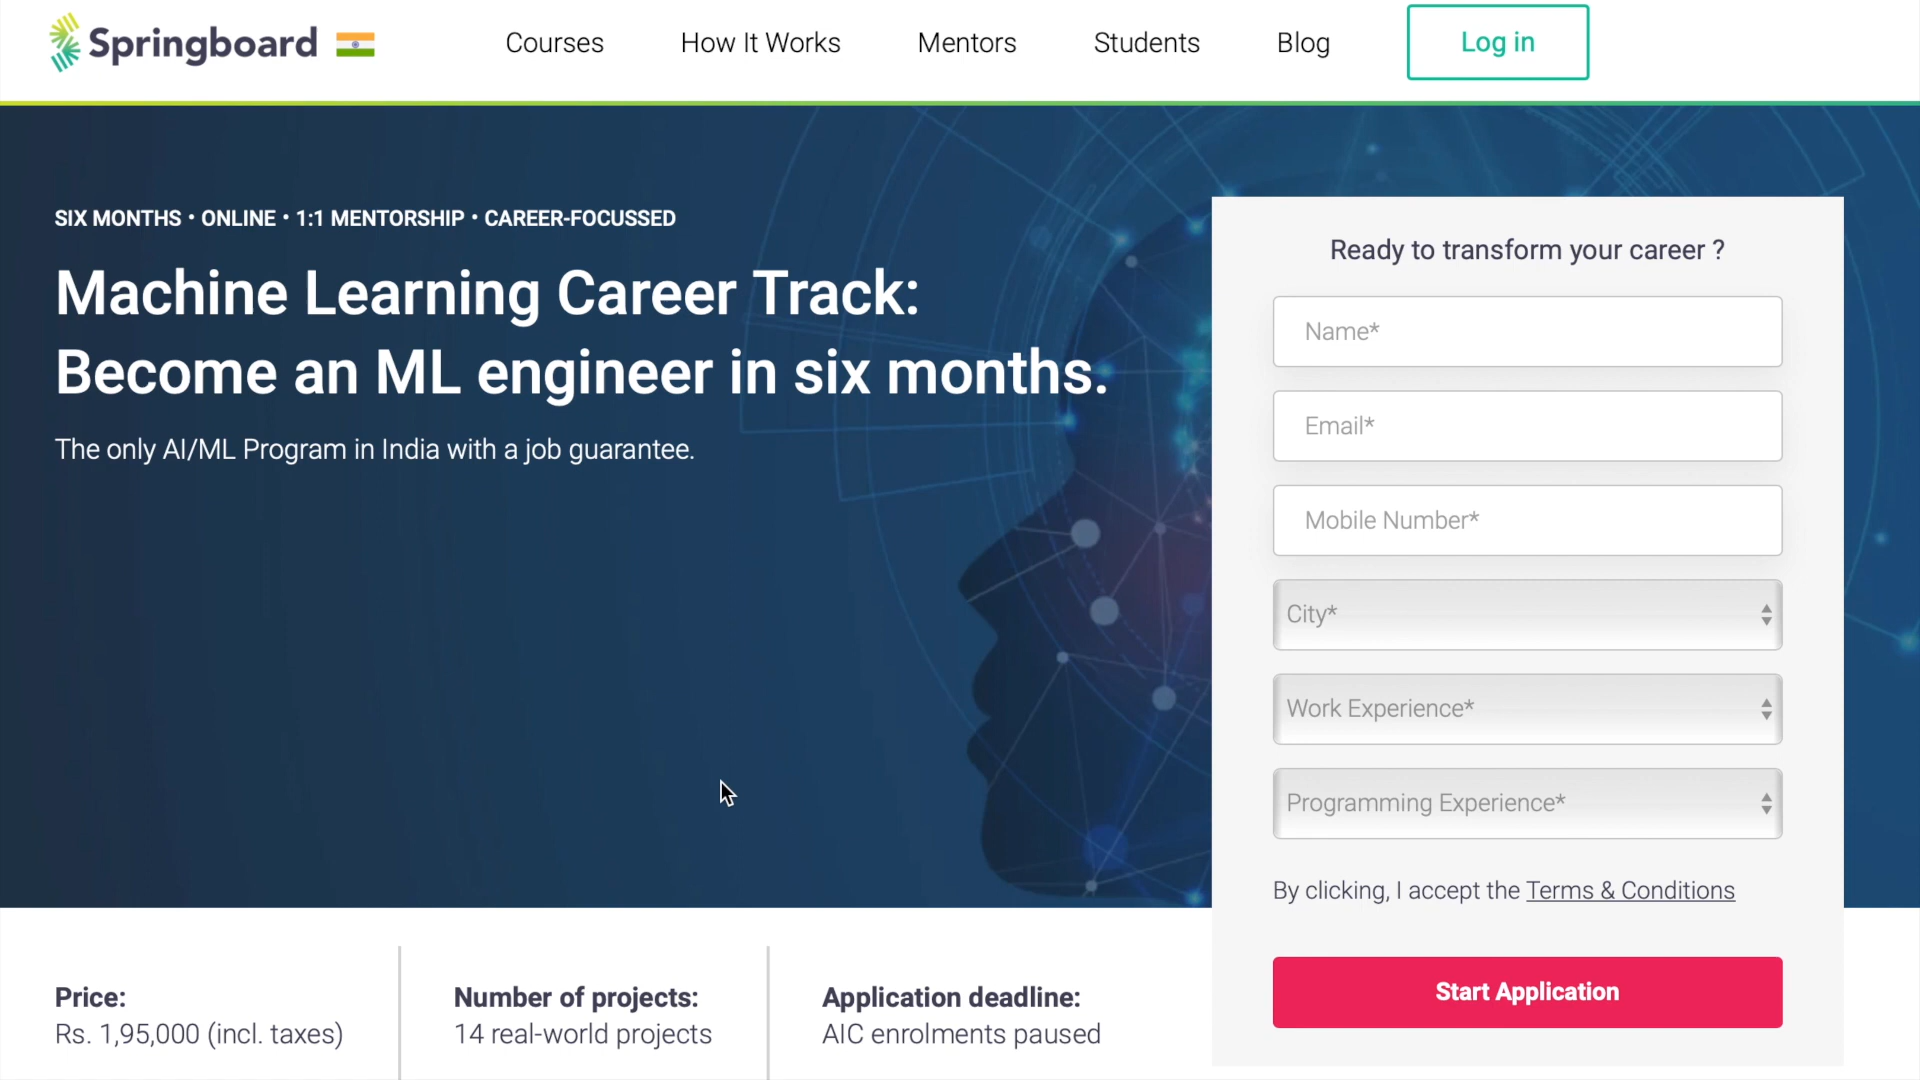 Springboard
Courses
How It Works
Mentors
Students
Blog
Log in
SIX MONTHS • ONLINE • 1:1 MENTORSHIP • CAREER-FOCUSSED
Machine Learning Career Track:
Become an ML engineer in six months.
The only AI/ML Program in India with a job guarantee.
Ready to transform your career ?
Name*
Email*
Mobile Number*
City*
Work Experience*
Programming Experience*
By clicking, I accept the Terms & Conditions
Start Application
Price:
Rs. 1,95,000 (incl. taxes)
Number of projects:
14 real-world projects
Application deadline:
AIC enrolments paused